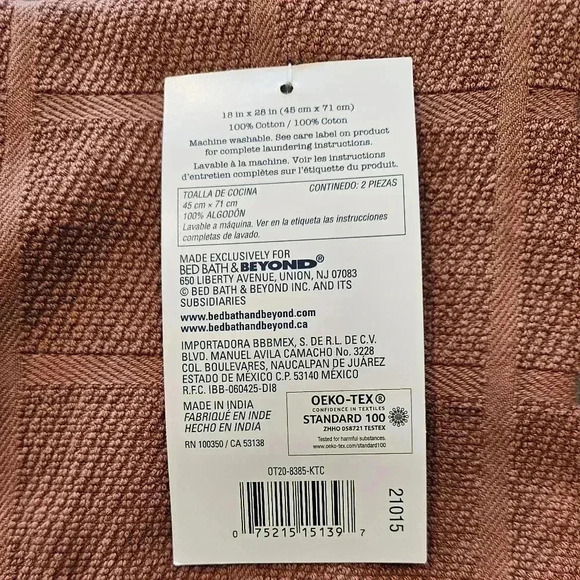 18 in x 28 in (45 cm x 71 cm)
100% Cotton / 100% Coton
Machine washable. See care label on product
for complete laundering instructions.
Lavable à la machine. Voir les instructions
d'entretien complètes sur l'étiquette du produit.
TOALLA DE COCINA CONTINEDO: 2 PIEZAS
45 cm x 71 cm
100% ALGODÓN
Lavable a máquina. Ver en la etiqueta las instrucciones
completas de lavado.
MADE EXCLUSIVELY FOR
BED BATH & BEYOND®
650 LIBERTY AVENUE, UNION, NJ 07083
© BED BATH & BEYOND INC. AND ITS
SUBSIDIARIES
www.bedbathandbeyond.com
www.bedbathandbeyond.ca
IMPORTADORA BBBMEX, S. DE R.L. DE C.V.
BLVD. MANUEL AVILA CAMACHO No. 3228
COL. BOULEVARES, NAUCALPAN DE JUÁREZ
ESTADO DE MÉXICO C.P. 53140 MÉXICO
R.F.C. IBB-060425-DI8
MADE IN INDIA
FABRIQUÉ EN INDE
HECHO EN INDIA
RN 100350 / CA 53138
OEKO-TEX®
CONFIDENCE IN TEXTILES
STANDARD 100
ZHHO 058721 TESTEX
Tested for harmful substances.
www.oeko-tex.com/standard100
OT20-8385-KTC
0 75215 15139 7
21015